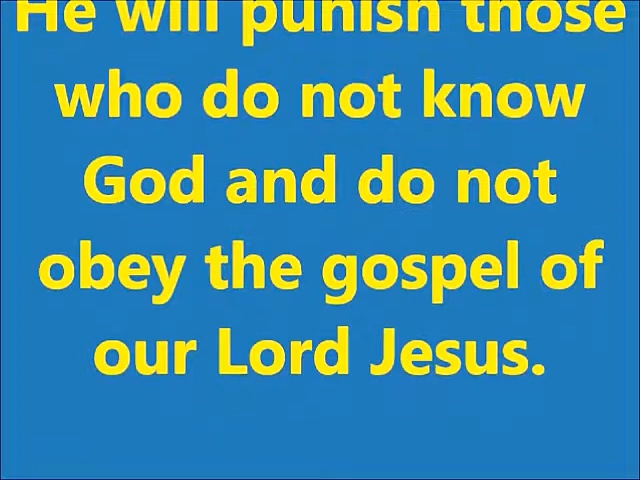 He will punish those
who do not know
God and do not
obey the gospel of
our Lord Jesus.